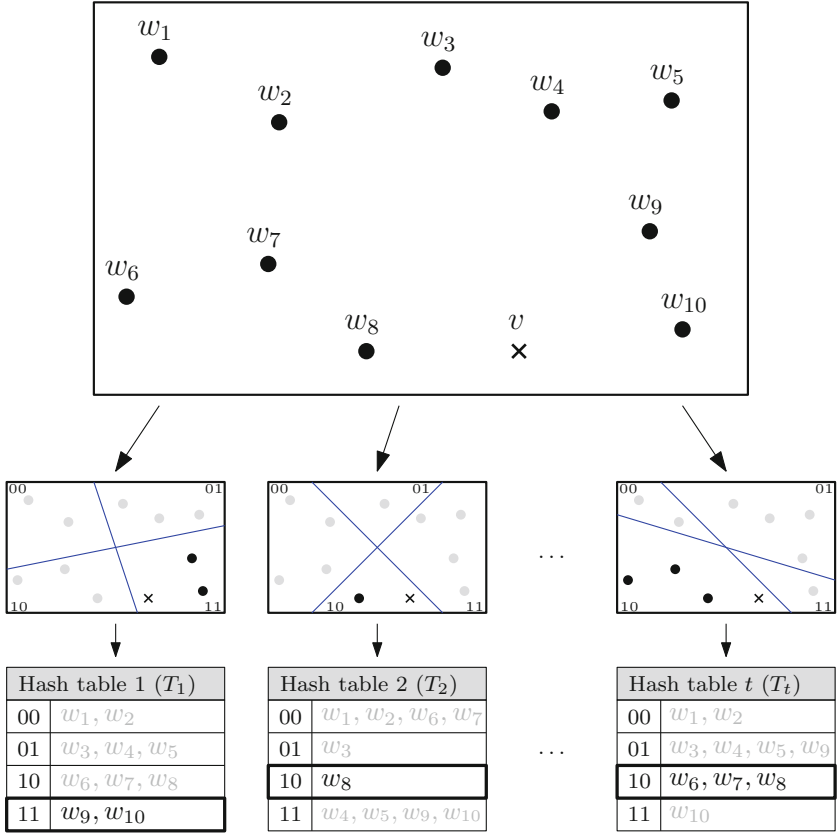 w₁
w₃
w₅
w₂
w₄
w₉
w₇
w₆
w₁₀
w₈
v
00 01
10 11
01
10 11
...
00 01
10 11
Hash table 1 (T₁)
00 w₁, w₂
01 w₃, w₄, w₅
10 w₆, w₇, w₈
11 w₉, w₁₀
Hash table 2 (T₂)
00 w₁, w₂, w₆, w₇
01 w₃
10 w₈
11 w₄, w₅, w₉, w₁₀
...
Hash table t (Tₜ)
00 w₁, w₂
01 w₃, w₄, w₅, w₉
10 w₆, w₇, w₈
11 w₁₀